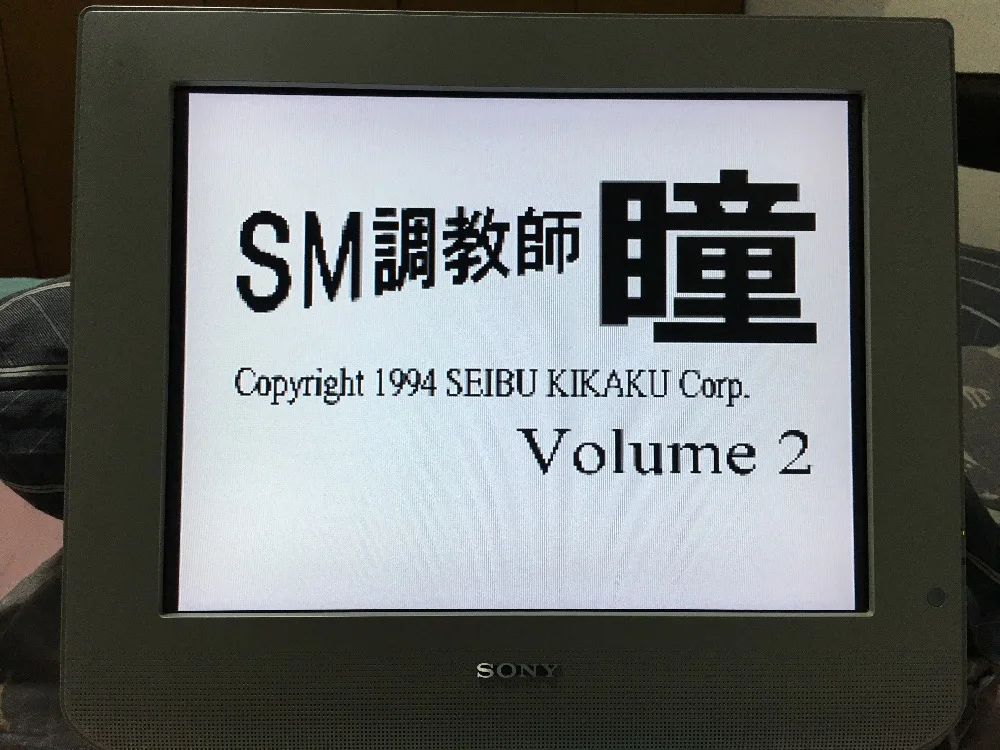 SM調教師 瞳
Copyright 1994 SEIBU KIKAKU Corp.
Volume 2
SONY